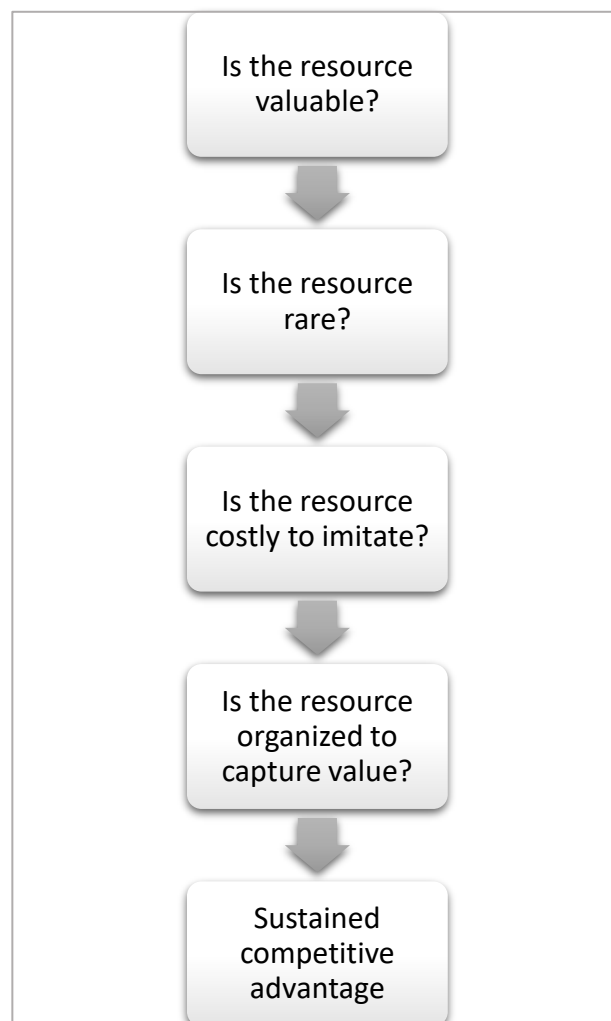 Is the resource
valuable?
Is the resource
rare?
Is the resource
costly to imitate?
Is the resource
organized to
capture value?
Sustained
competitive
advantage